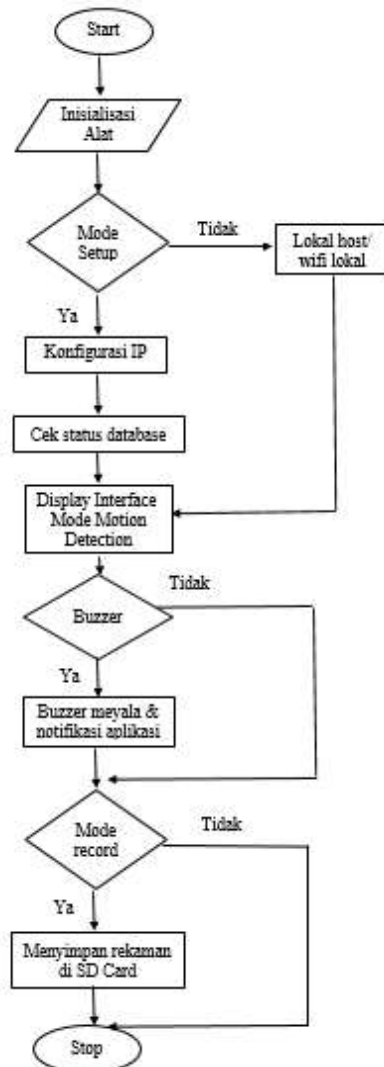 Start
Inisialisasi
Alat
Mode
Setup
Tidak
Lokal host/
wifi lokal
Ya
Konfigurasi IP
Cek status database
Display Interface
Mode Motion
Detection
Tidak
Buzzer
Ya
Buzzer meyala &
notifikasi aplikasi
Mode
record
Tidak
Ya
Menyimpan rekaman
di SD Card
Stop